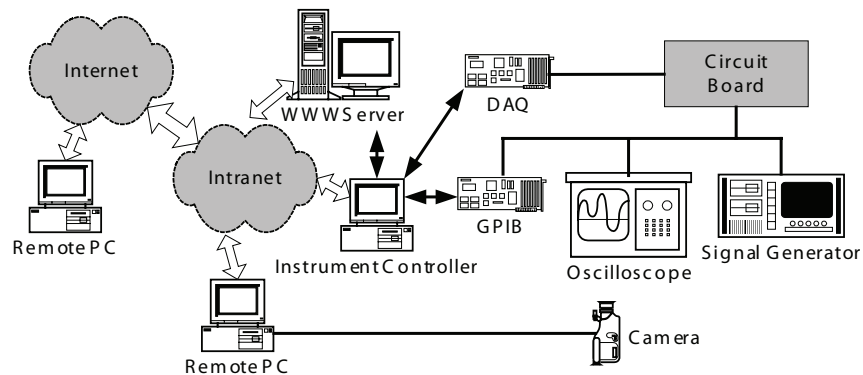 Internet
WWW Server
DAQ
Circuit
Board
Remote PC
Intranet
Instrument Controller
GPIB
Oscilloscope
Signal Generator
Remote PC
Camera